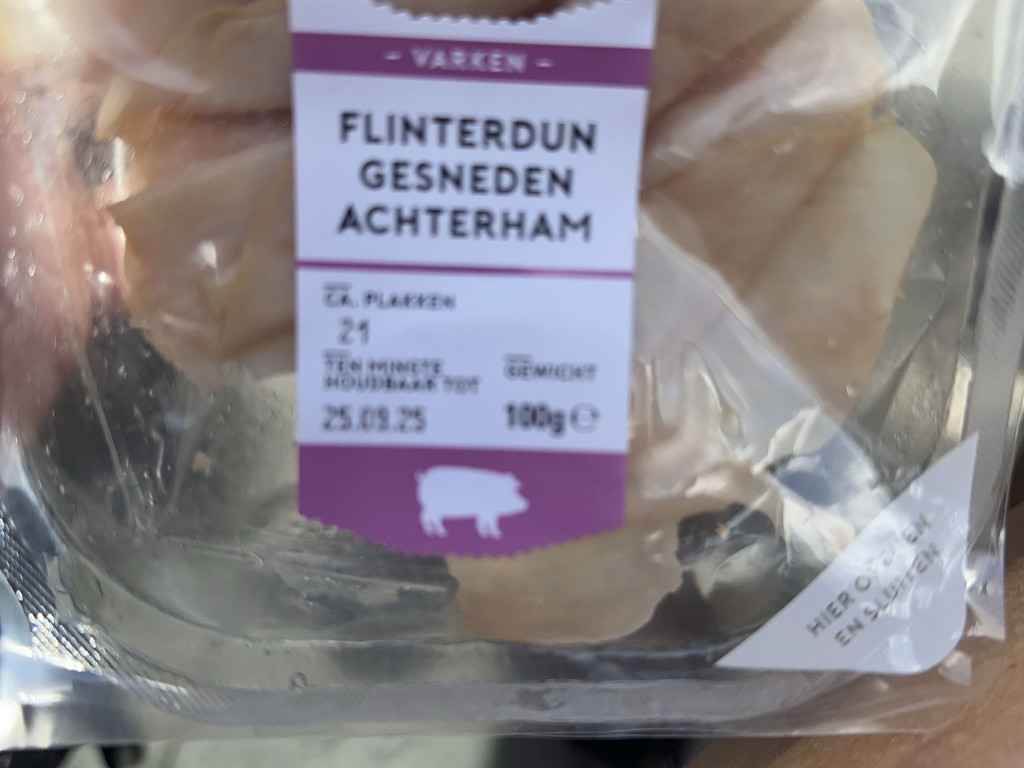 – VARKEN –
FLINTERDUN
GESNEDEN
ACHTERHAM
CA. PLAKKEN
21
TEN MINSTE
HOUDBAAR TOT
GEWICHT
25.09.25
100g ℮
HIER OPENEN
EN SLUITEN